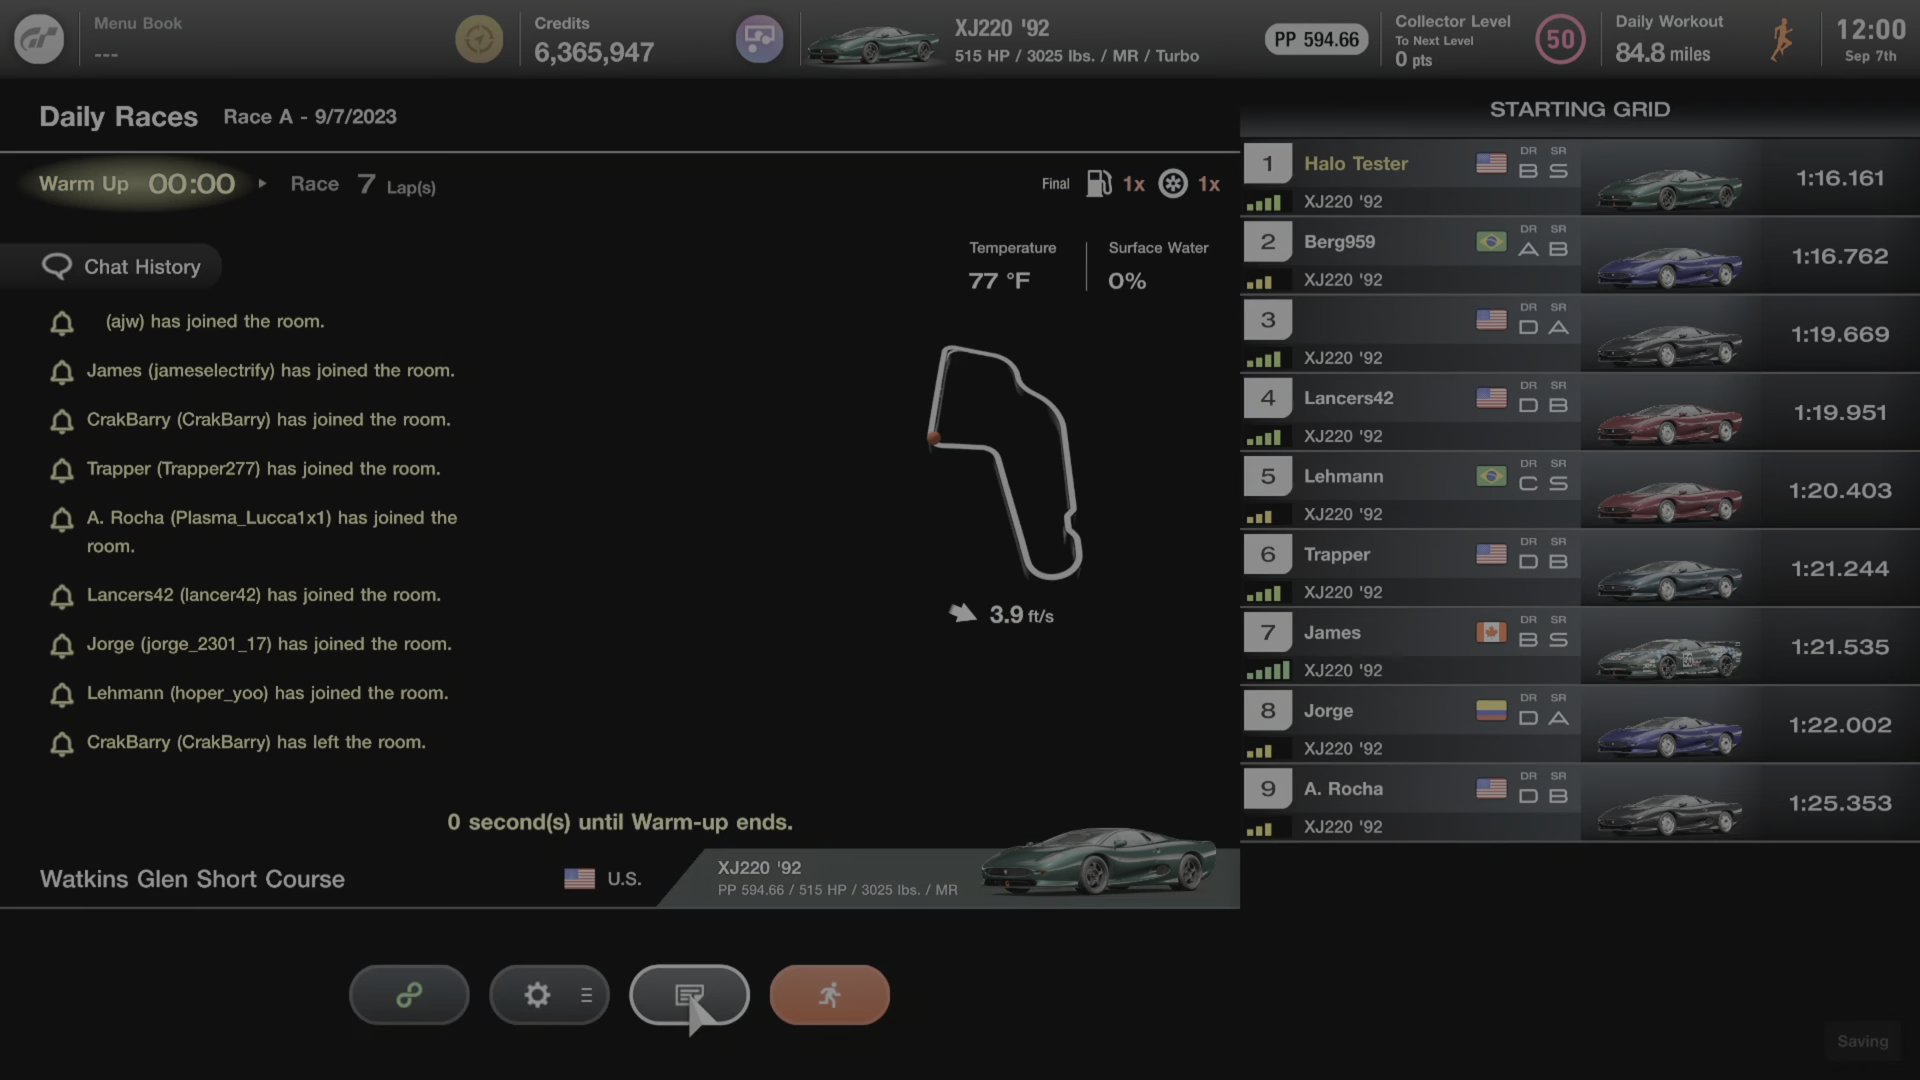 Menu Book
---
Credits
6,365,947
XJ220 '92
515 HP / 3025 lbs. / MR / Turbo
PP 594.66
Collector Level
To Next Level
0 pts
50
Daily Workout
84.8 miles
12:00
Sep 7th
Daily Races Race A - 9/7/2023
Warm Up 00:00 Race 7 Lap(s)
Final 1x 1x
Chat History
Temperature
77 °F
Surface Water
0%
(ajw) has joined the room.
James (jameselectrify) has joined the room.
CrakBarry (CrakBarry) has joined the room.
Trapper (Trapper277) has joined the room.
A. Rocha (Plasma_Lucca1x1) has joined the
room.
Lancers42 (lancer42) has joined the room.
Jorge (jorge_2301_17) has joined the room.
Lehmann (hoper_yoo) has joined the room.
CrakBarry (CrakBarry) has left the room.
3.9 ft/s
0 second(s) until Warm-up ends.
Watkins Glen Short Course U.S.
XJ220 '92
PP 594.66 / 515 HP / 3025 lbs. / MR
STARTING GRID
1 Halo Tester DR B SR S 1:16.161
XJ220 '92
2 Berg959 DR A SR B 1:16.762
XJ220 '92
3 DR D SR A 1:19.669
XJ220 '92
4 Lancers42 DR D SR B 1:19.951
XJ220 '92
5 Lehmann DR C SR S 1:20.403
XJ220 '92
6 Trapper DR D SR B 1:21.244
XJ220 '92
7 James DR B SR S 1:21.535
XJ220 '92
8 Jorge DR D SR A 1:22.002
XJ220 '92
9 A. Rocha DR D SR B 1:25.353
XJ220 '92
Saving